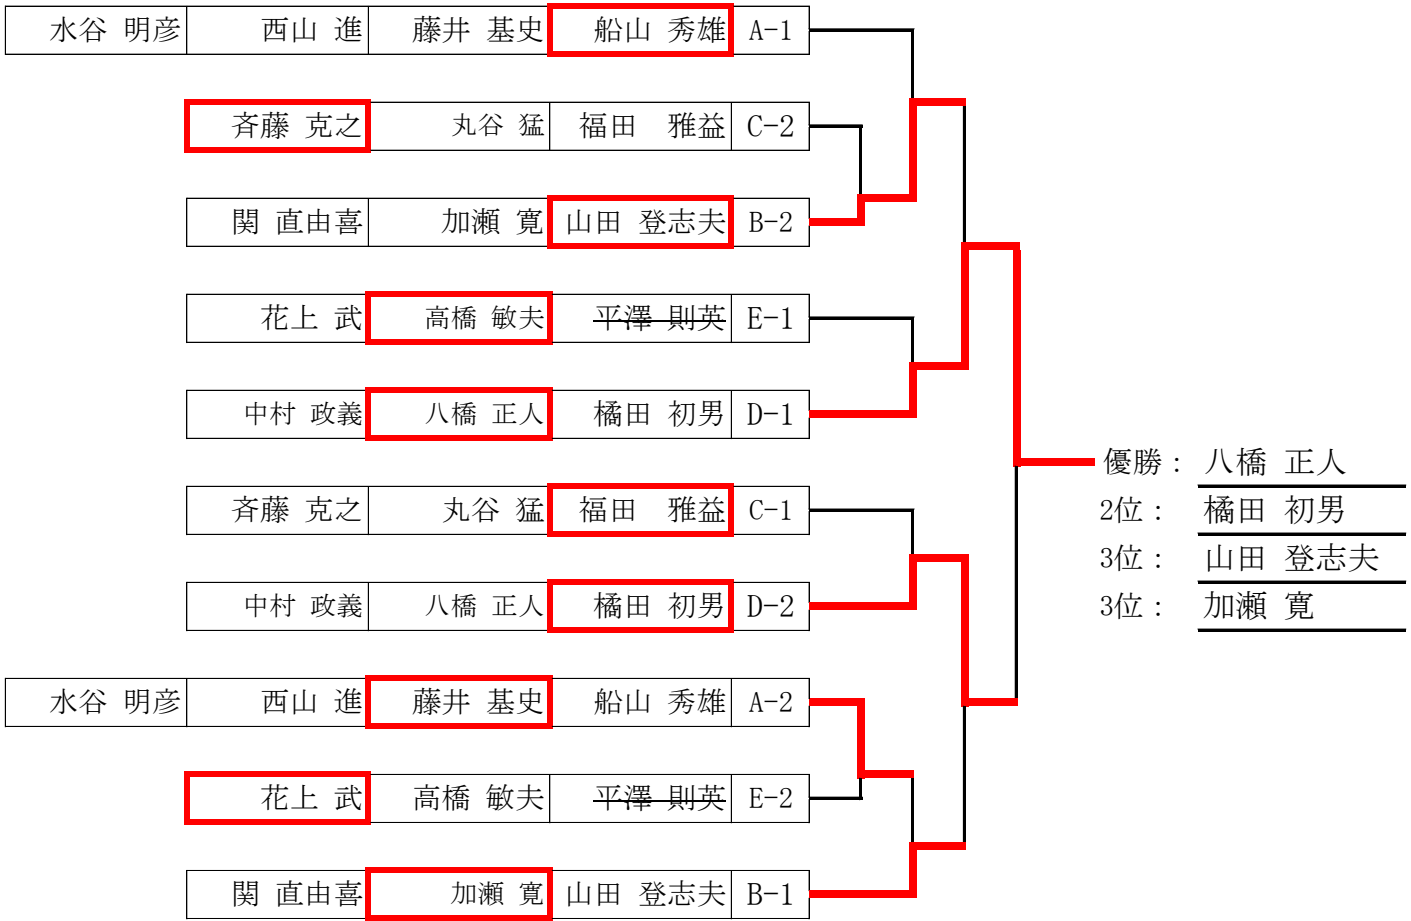 水谷 明彦 西山 進 藤井 基史 船山 秀雄 A-1
斉藤 克之 丸谷 猛 福田　雅益 C-2
関 直由喜 加瀬 寛 山田 登志夫 B-2
花上 武 高橋 敏夫 平澤 則英 E-1
中村 政義 八橋 正人 橘田 初男 D-1
優勝： 八橋 正人
2位： 橘田 初男
3位： 山田 登志夫
3位： 加瀬 寛
斉藤 克之 丸谷 猛 福田　雅益 C-1
中村 政義 八橋 正人 橘田 初男 D-2
水谷 明彦 西山 進 藤井 基史 船山 秀雄 A-2
花上 武 高橋 敏夫 平澤 則英 E-2
関 直由喜 加瀬 寛 山田 登志夫 B-1